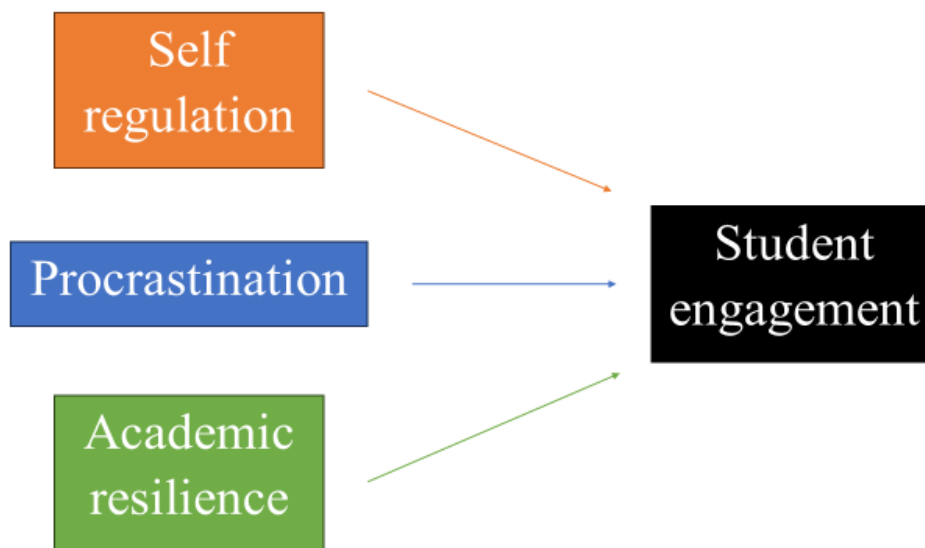 Self
regulation
Procrastination
Academic
resilience
Student
engagement